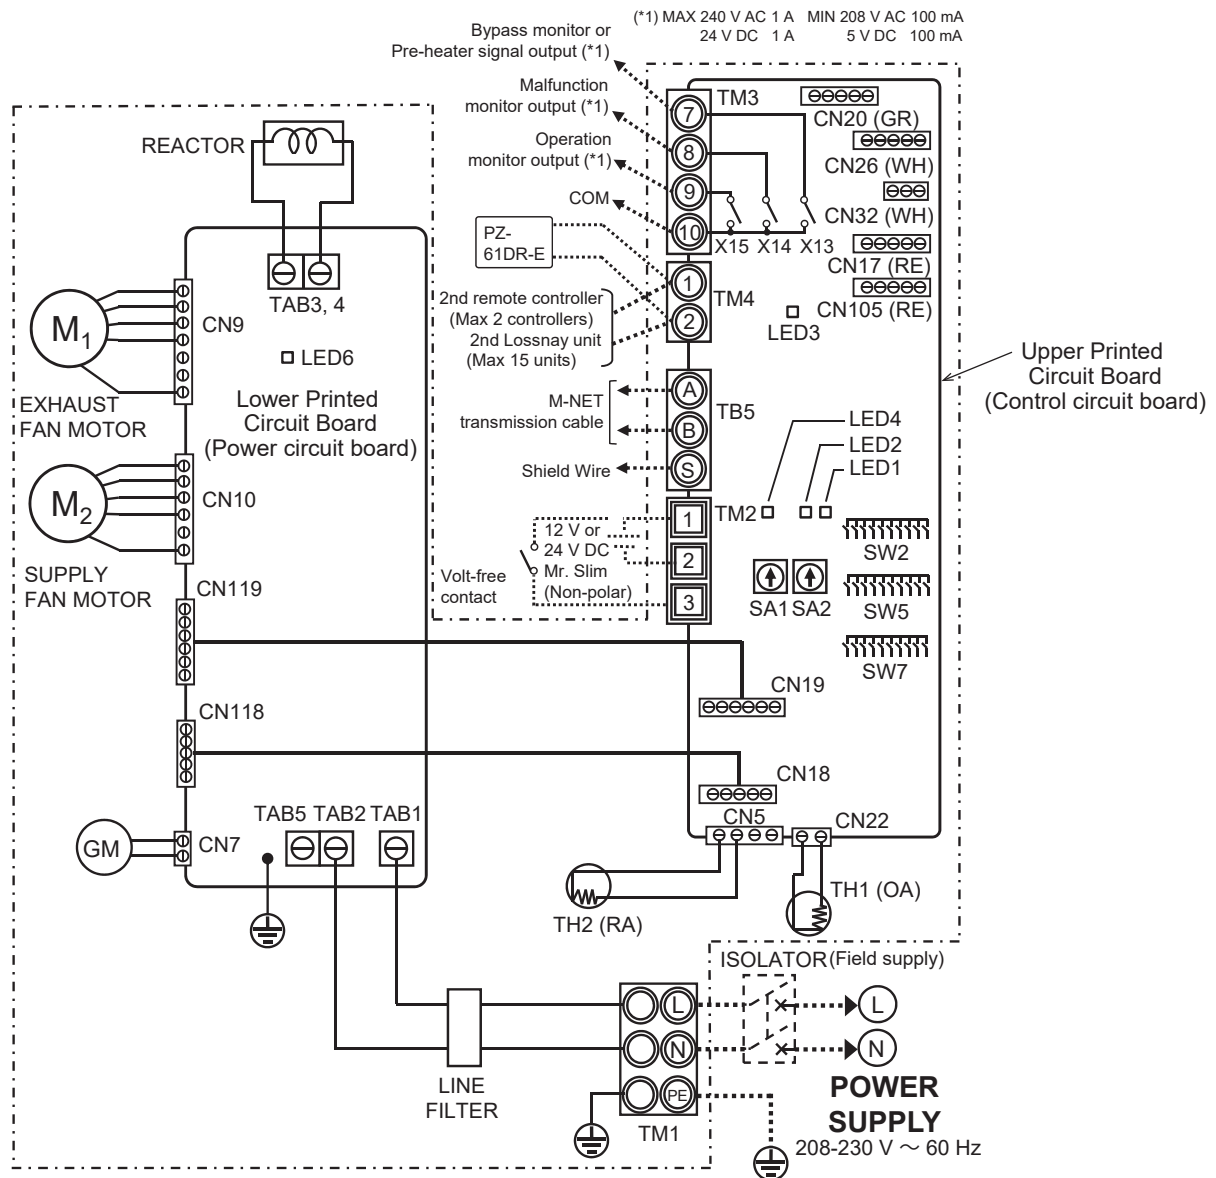 (*1) MAX 240 V AC 1 A MIN 208 V AC 100 mA
24 V DC 1 A 5 V DC 100 mA
Bypass monitor or
Pre-heater signal output (*1)
Malfunction
monitor output (*1)
Operation
monitor output (*1)
COM
PZ-
61DR-E
2nd remote controller
(Max 2 controllers)
2nd Lossnay unit
(Max 15 units)
M-NET
transmission cable
Shield Wire
12 V or
24 V DC
Mr. Slim
(Non-polar)
Volt-free
contact
7
8
9
10
TM3
X15 X14 X13
1
2
TM4
A
B
S
TB5
1
2
3
TM2
CN20 (GR)
CN26 (WH)
CN32 (WH)
CN17 (RE)
CN105 (RE)
LED3
LED4
LED2
LED1
SW2
SA1 SA2
SW5
SW7
CN19
CN18
CN5
CN22
TH2 (RA)
TH1 (OA)
Upper Printed
Circuit Board
(Control circuit board)
REACTOR
TAB3, 4
M1
CN9
EXHAUST
FAN MOTOR
LED6
Lower Printed
Circuit Board
(Power circuit board)
M2
CN10
SUPPLY
FAN MOTOR
CN119
CN118
GM
CN7
TAB5 TAB2 TAB1
LINE
FILTER
L
N
PE
TM1
ISOLATOR (Field supply)
L
N
POWER
SUPPLY
208-230 V ～ 60 Hz